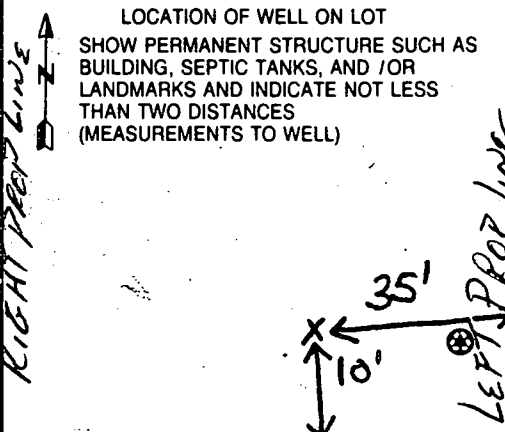 LOCATION OF WELL ON LOT
N
SHOW PERMANENT STRUCTURE SUCH AS
BUILDING, SEPTIC TANKS, AND /OR
LANDMARKS AND INDICATE NOT LESS
THAN TWO DISTANCES
(MEASUREMENTS TO WELL)
RIGHT PROP LINE
35'
X
10'
LEFT PROP LINE